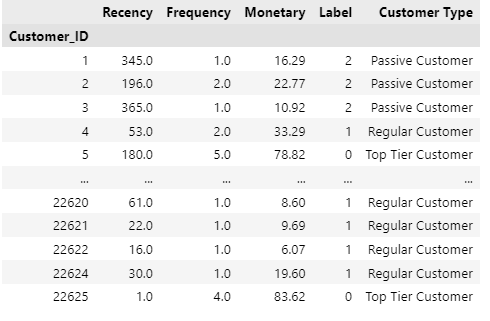 Recency Frequency Monetary Label Customer Type
Customer_ID
1 345.0 1.0 16.29 2 Passive Customer
2 196.0 2.0 22.77 2 Passive Customer
3 365.0 1.0 10.92 2 Passive Customer
4 53.0 2.0 33.29 1 Regular Customer
5 180.0 5.0 78.82 0 Top Tier Customer
... ... ... ... ... ...
22620 61.0 1.0 8.60 1 Regular Customer
22621 22.0 1.0 9.69 1 Regular Customer
22622 16.0 1.0 6.07 1 Regular Customer
22624 30.0 1.0 19.60 1 Regular Customer
22625 1.0 4.0 83.62 0 Top Tier Customer